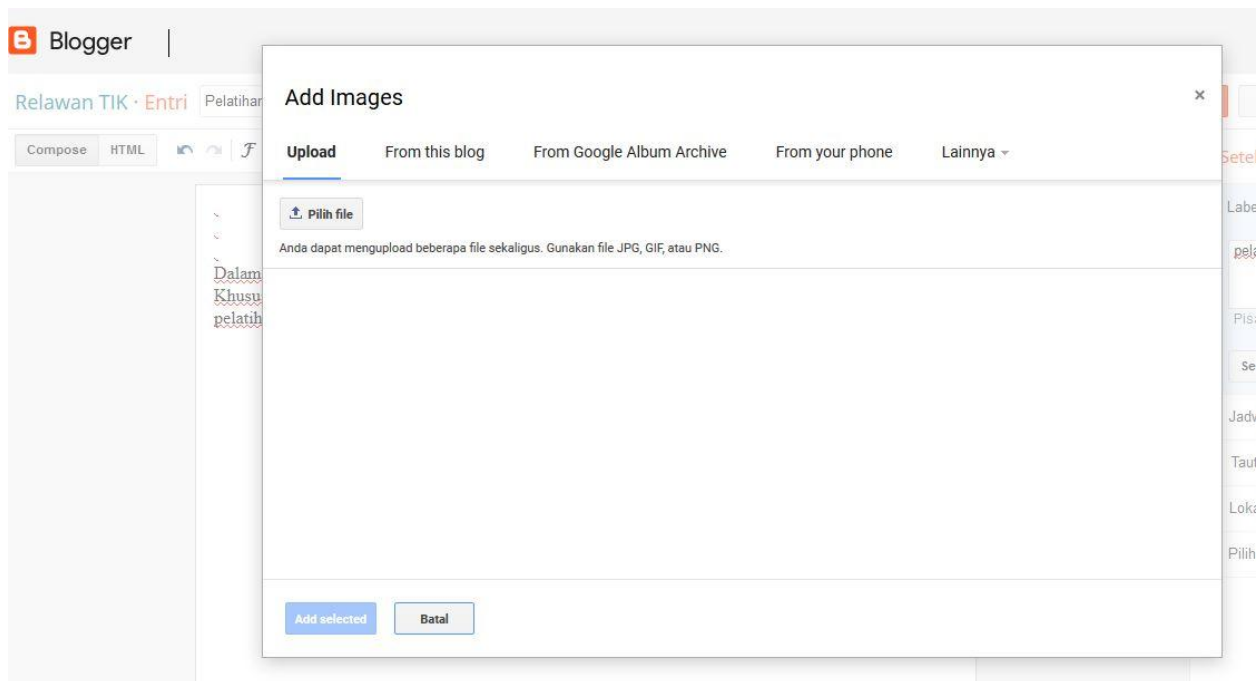 Blogger
Relawan TIK · Entri Pelatihan
Compose HTML
Add Images
Upload From this blog From Google Album Archive From your phone Lainnya
Pilih file
Anda dapat mengupload beberapa file sekaligus. Gunakan file JPG, GIF, atau PNG.
Dalam
Khusu
pelatih
Setel
Labe
pela
Pis
Se
Jadw
Taut
Loka
Pilih
Add selected Batal